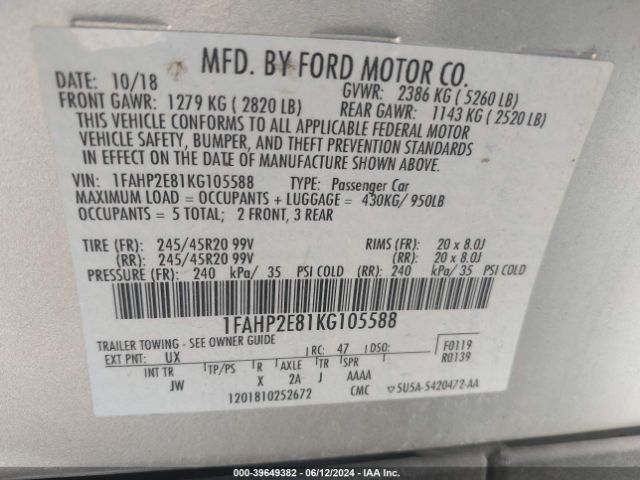 MFD. BY FORD MOTOR CO.
DATE: 10/18 GVWR: 2386 KG ( 5260 LB)
FRONT GAWR: 1279 KG ( 2820 LB) REAR GAWR: 1143 KG ( 2520 LB)
THIS VEHICLE CONFORMS TO ALL APPLICABLE FEDERAL MOTOR
VEHICLE SAFETY, BUMPER, AND THEFT PREVENTION STANDARDS
IN EFFECT ON THE DATE OF MANUFACTURE SHOWN ABOVE.
VIN: 1FAHP2E81KG105588 TYPE: Passenger Car
MAXIMUM LOAD = OCCUPANTS + LUGGAGE = 430KG/ 950LB
OCCUPANTS = 5 TOTAL; 2 FRONT, 3 REAR
TIRE (FR): 245/45R20 99V RIMS (FR): 20 x 8.0J
(RR): 245/45R20 99V (RR): 20 x 8.0J
PRESSURE (FR): 240 kPa/ 35 PSI COLD (RR): 240 kPa/ 35 PSI COLD
1FAHP2E81KG105588
TRAILER TOWING - SEE OWNER GUIDE
EXT PNT: UX RC: 47 DSO: F0119
R0139
INT TR TP/PS R AXLE TR SPR
JW X 2A J AAAA
1201810252672 CMC 5U5A-5420472-AA
000-39649382 - 06/12/2024 - IAA Inc.